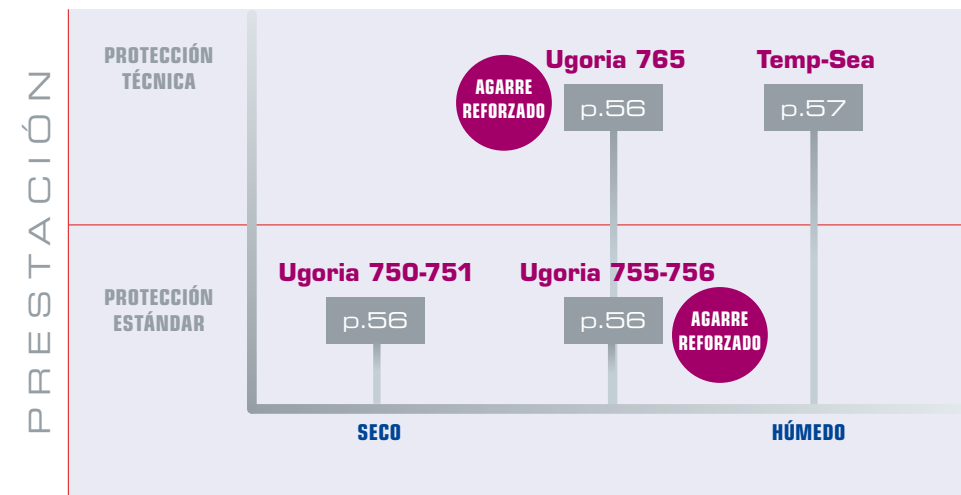 PRESTACIÓN
PROTECCIÓN
TÉCNICA
AGARRE
REFORZADO
Ugoria 765
p.56
Temp-Sea
p.57
PROTECCIÓN
ESTÁNDAR
Ugoria 750-751
p.56
Ugoria 755-756
p.56
AGARRE
REFORZADO
SECO
HÚMEDO